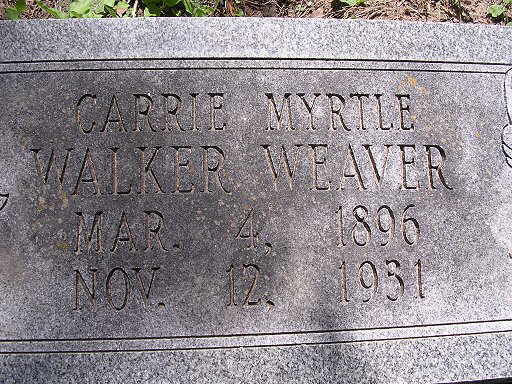 CARRIE MYRTLE
WALKER WEAVER
MAR. 4, 1896
NOV. 12, 1931